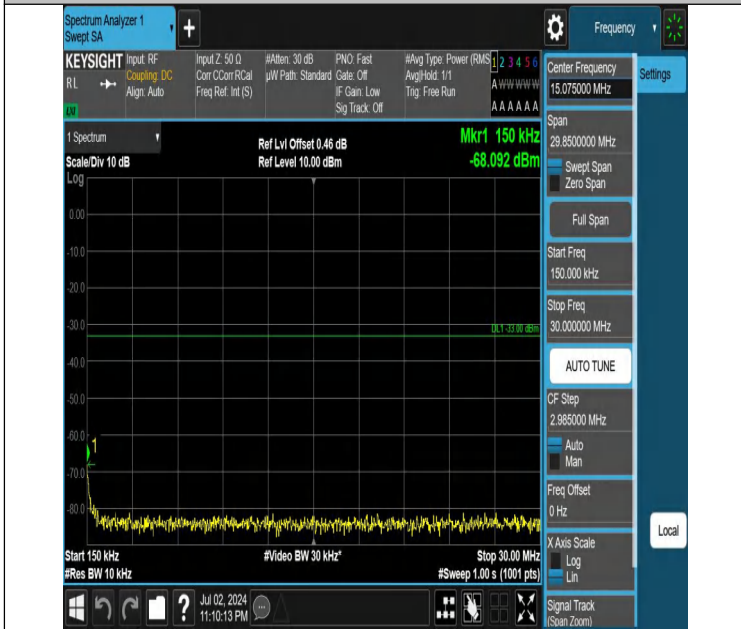 Spectrum Analyzer 1
Swept SA
+
Frequency
KEYSIGHT
RL
LXI
Input: RF
Coupling: DC
Align: Auto
Input Z: 50 Ω
Corr CCorr RCal
Freq Ref: Int (S)
#Atten: 30 dB
µW Path: Standard
PNO: Fast
Gate: Off
IF Gain: Low
Sig Track: Off
#Avg Type: Power (RMS
Avg|Hold: 1/1
Trig: Free Run
1 2 3 4 5 6
A W W W W W
A A A A A A
1 Spectrum
Scale/Div 10 dB
Log
Ref Lvl Offset 0.46 dB
Ref Level 10.00 dBm
Mkr1 150 kHz
-68.092 dBm
0.00
-10.0
-20.0
-30.0
DL1 -33.00 dBm
-40.0
-50.0
-60.0
1
-70.0
-80.0
Start 150 kHz
#Video BW 30 kHz*
Stop 30.00 MHz
#Res BW 10 kHz
#Sweep 1.00 s (1001 pts)
?
Jul 02, 2024
11:10:13 PM
Center Frequency
15.075000 MHz
Settings
Span
29.8500000 MHz
Swept Span
Zero Span
Full Span
Start Freq
150.000 kHz
Stop Freq
30.000000 MHz
AUTO TUNE
CF Step
2.985000 MHz
Auto
Man
Freq Offset
0 Hz
Local
X Axis Scale
Log
Lin
Signal Track
(Span Zoom)